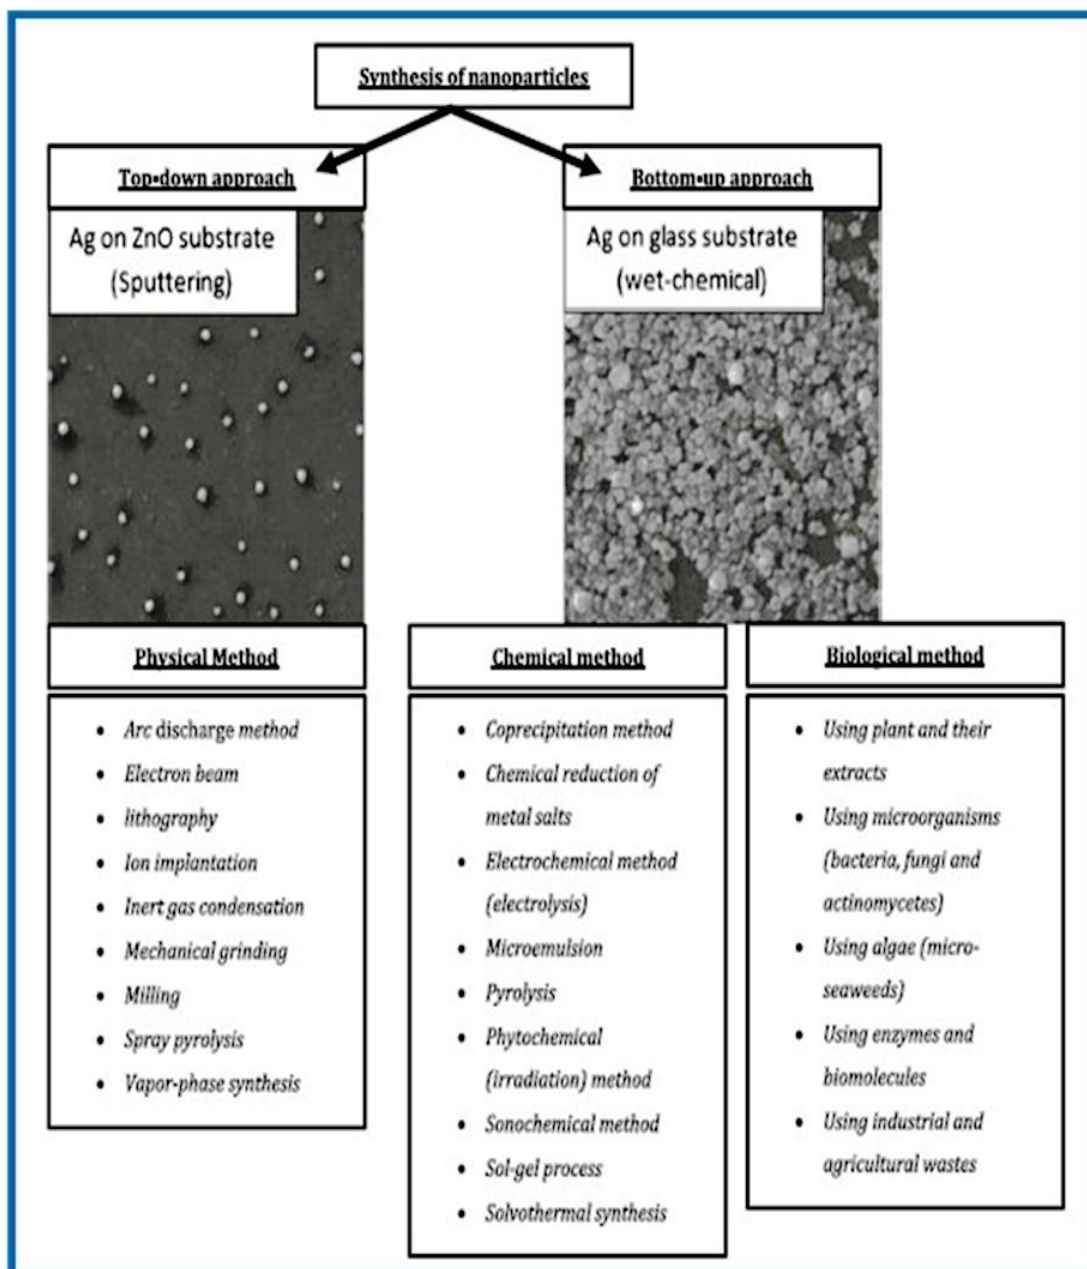 Synthesis of nanoparticles
Top-down approach
Ag on ZnO substrate
(Sputtering)
Physical Method
• Arc discharge method
• Electron beam
• lithography
• Ion implantation
• Inert gas condensation
• Mechanical grinding
• Milling
• Spray pyrolysis
• Vapor-phase synthesis
Bottom-up approach
Ag on glass substrate
(wet-chemical)
Chemical method
• Coprecipitation method
• Chemical reduction of
metal salts
• Electrochemical method
(electrolysis)
• Microemulsion
• Pyrolysis
• Phytochemical
(irradiation) method
• Sonochemical method
• Sol-gel process
• Solvothermal synthesis
Biological method
• Using plant and their
extracts
• Using microorganisms
(bacteria, fungi and
actinomycetes)
• Using algae (micro-
seaweeds)
• Using enzymes and
biomolecules
• Using industrial and
agricultural wastes